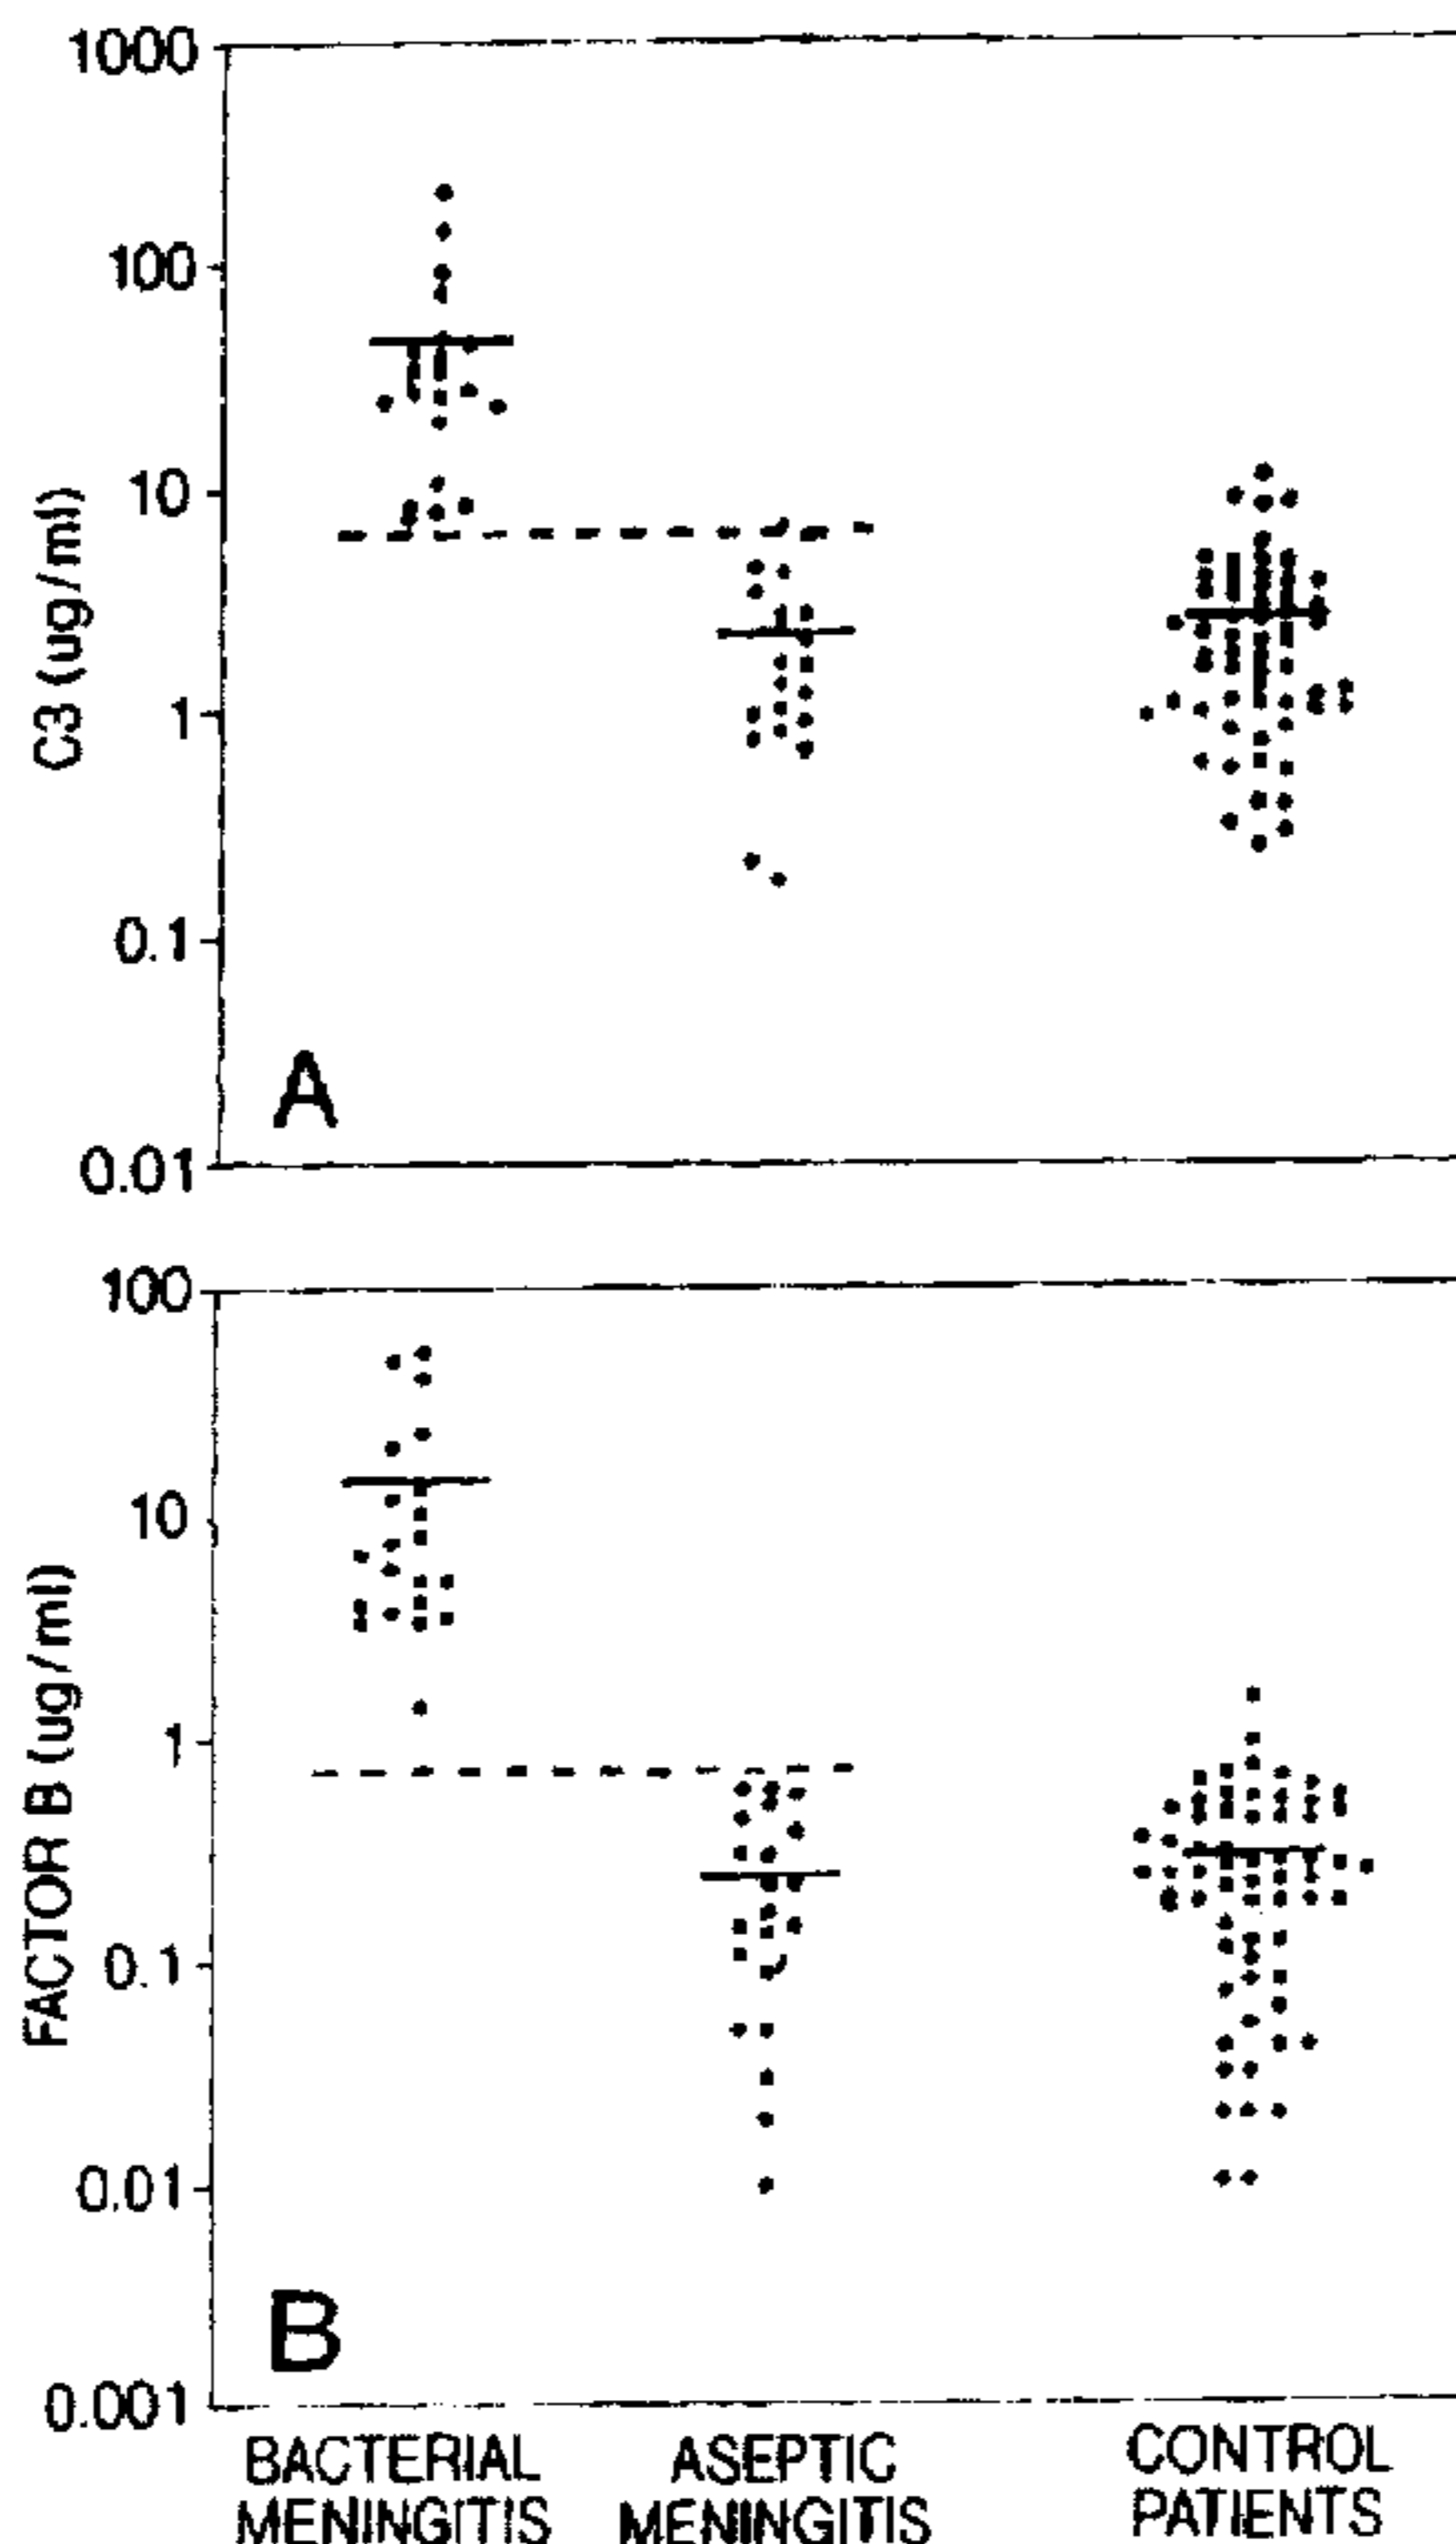 1000
100
10
1
0.1
0.01
C3 (ug/ml)
A
100
10
1
0.1
0.01
0.001
FACTOR B (ug/ml)
B
BACTERIAL
MENINGITIS
ASEPTIC
MENINGITIS
CONTROL
PATIENTS